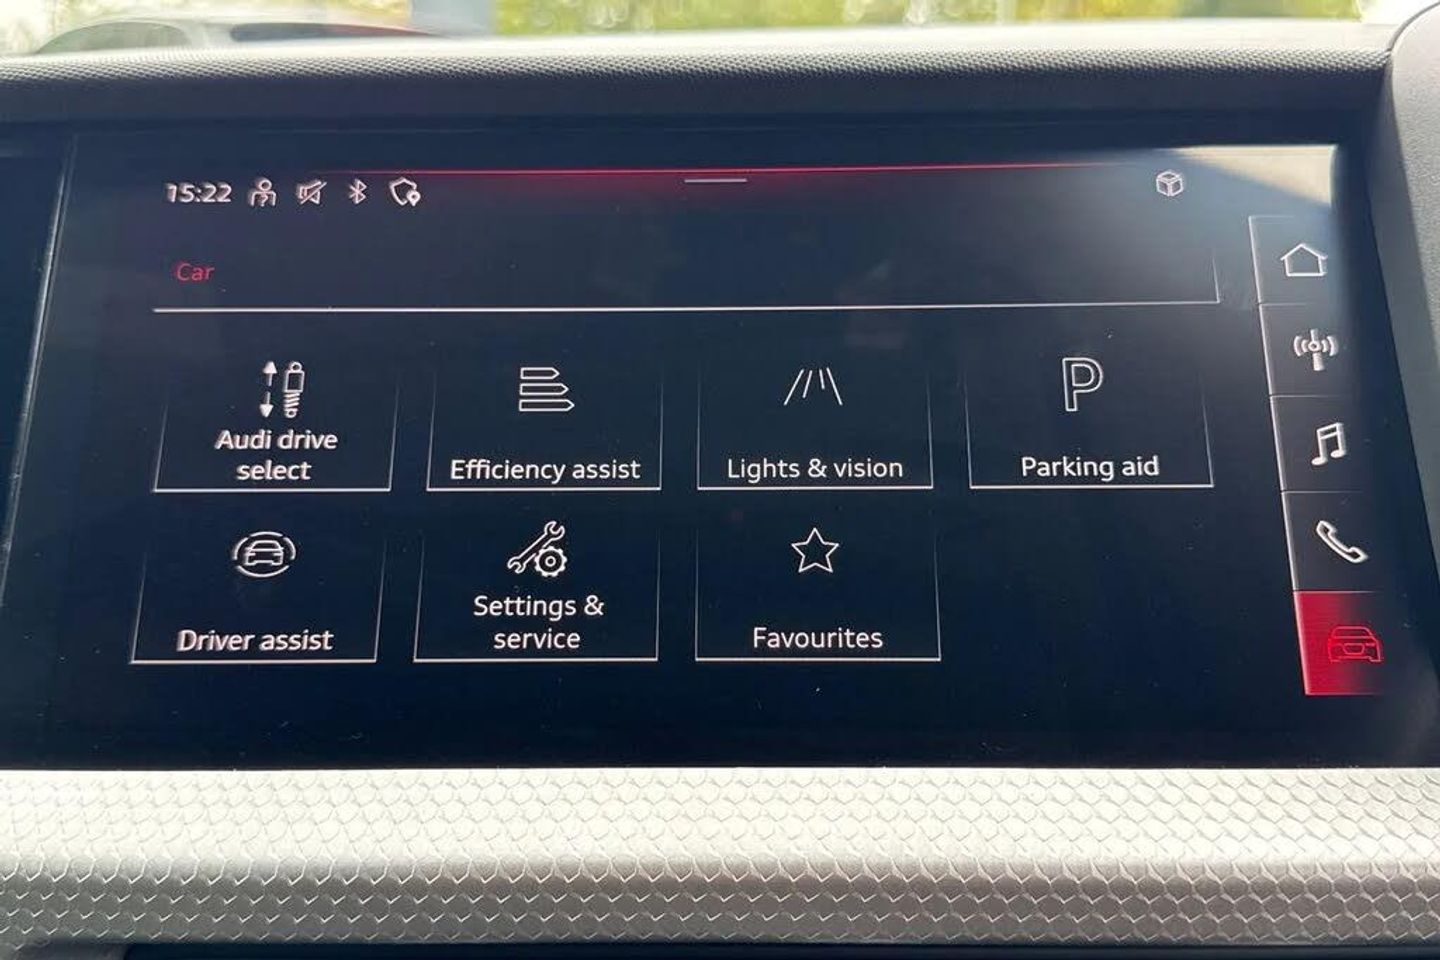 15:22
Car
Audi drive
select
Efficiency assist
Lights & vision
P
Parking aid
Driver assist
Settings &
service
Favourites